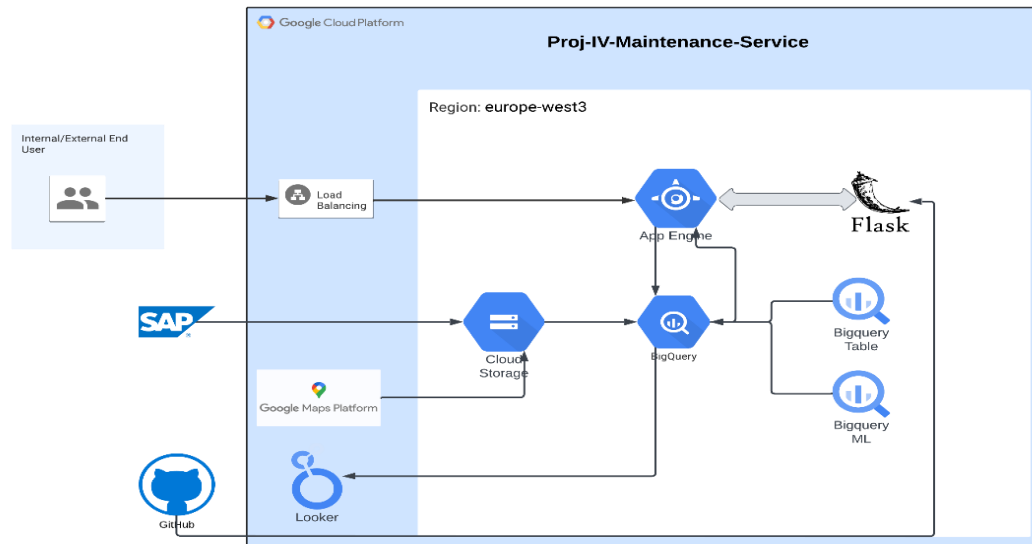 Google Cloud Platform
Proj-IV-Maintenance-Service
Region: europe-west3
Internal/External End
User
Load
Balancing
App Engine
Flask
SAP
Cloud
Storage
BigQuery
Bigquery
Table
Google Maps Platform
Bigquery
ML
Looker
GitHub